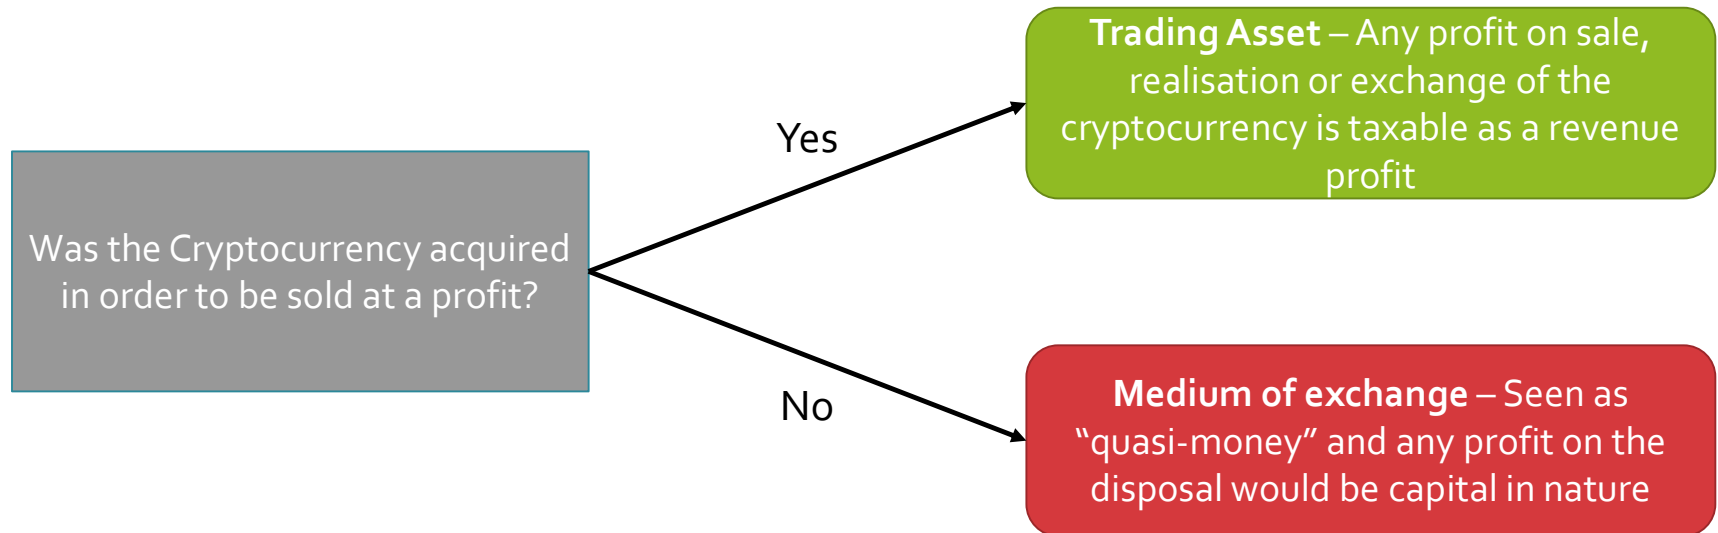 Trading Asset – Any profit on sale,
realisation or exchange of the
cryptocurrency is taxable as a revenue
profit
Yes
Was the Cryptocurrency acquired
in order to be sold at a profit?
No
Medium of exchange – Seen as
“quasi-money” and any profit on the
disposal would be capital in nature